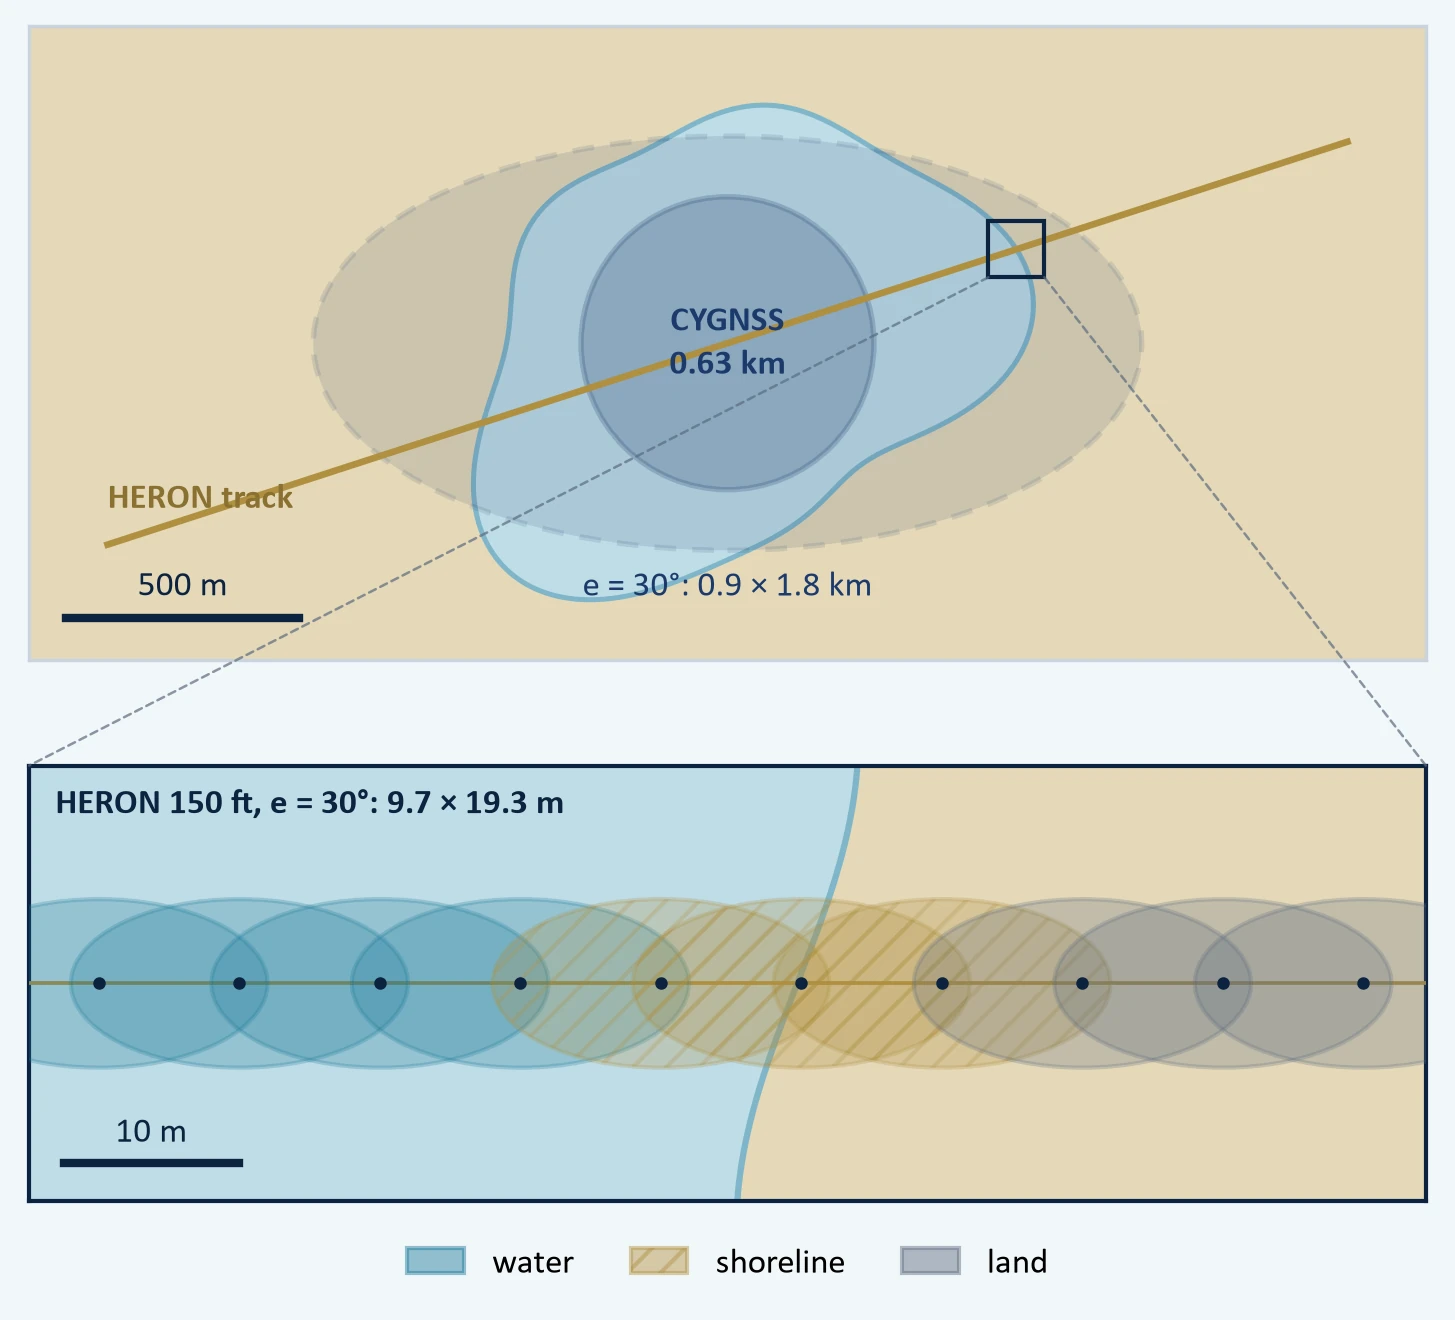 CYGNSS
0.63 km
HERON track
500 m
e = 30°: 0.9 × 1.8 km
HERON 150 ft, e = 30°: 9.7 × 19.3 m
10 m
water
shoreline
land